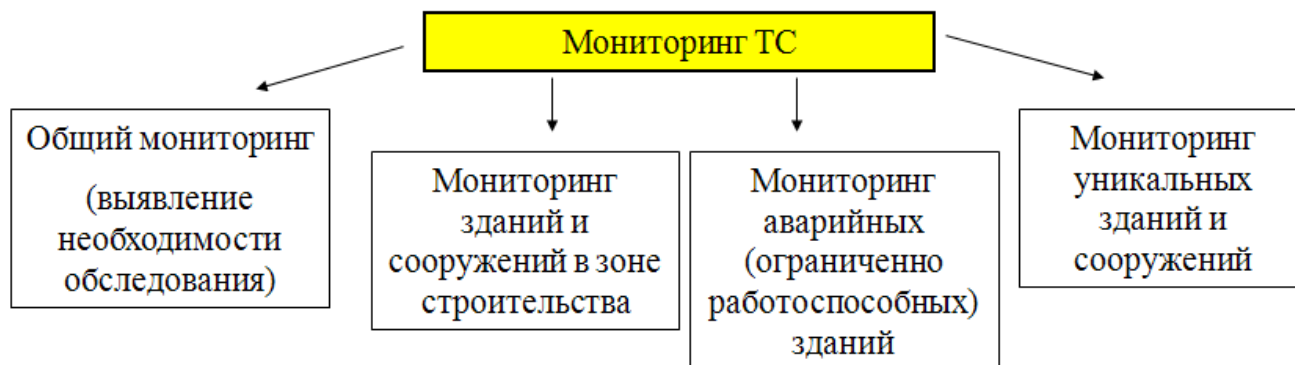 Мониторинг ТС
Общий мониторинг
(выявление
необходимости
обследования)
Мониторинг
зданий и
сооружений в зоне
строительства
Мониторинг
аварийных
(ограниченно
работоспособных)
зданий
Мониторинг
уникальных
зданий и
сооружений